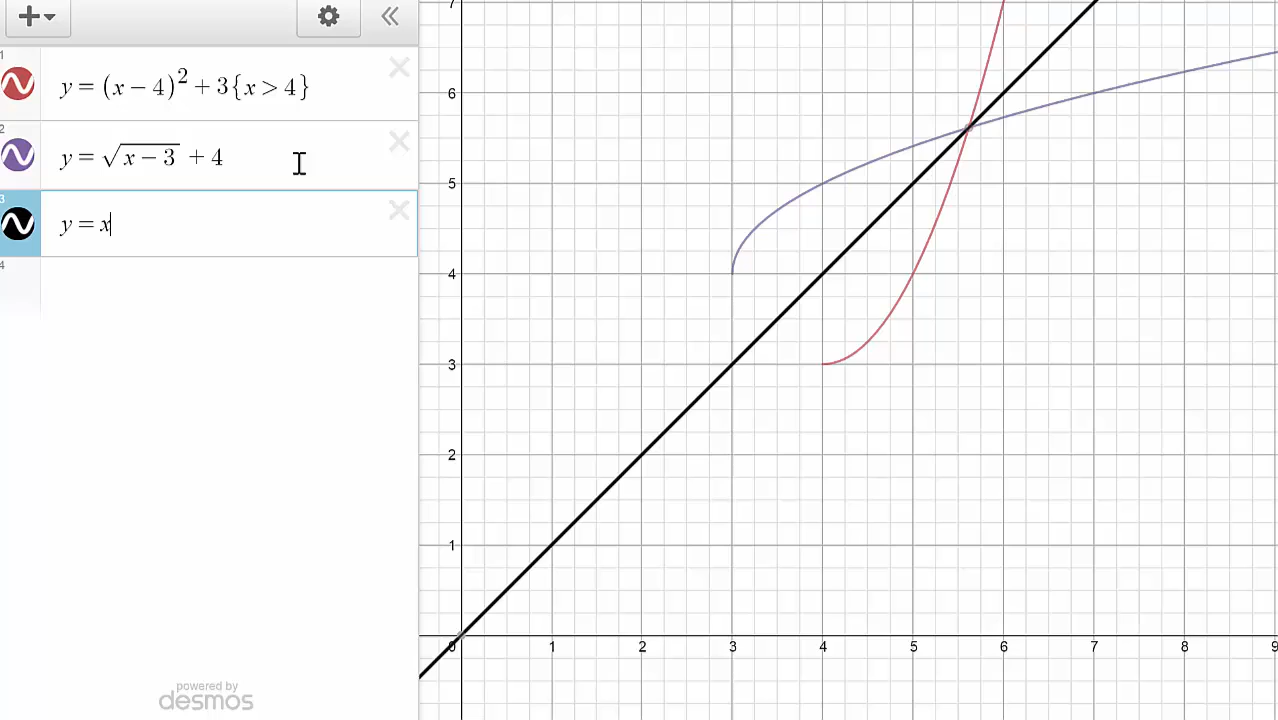 1
y = (x − 4)² + 3{x > 4}
2
y = √(x − 3) + 4
3
y = x
4
powered by
desmos
7
6
5
4
3
2
1
0 1 2 3 4 5 6 7 8 9